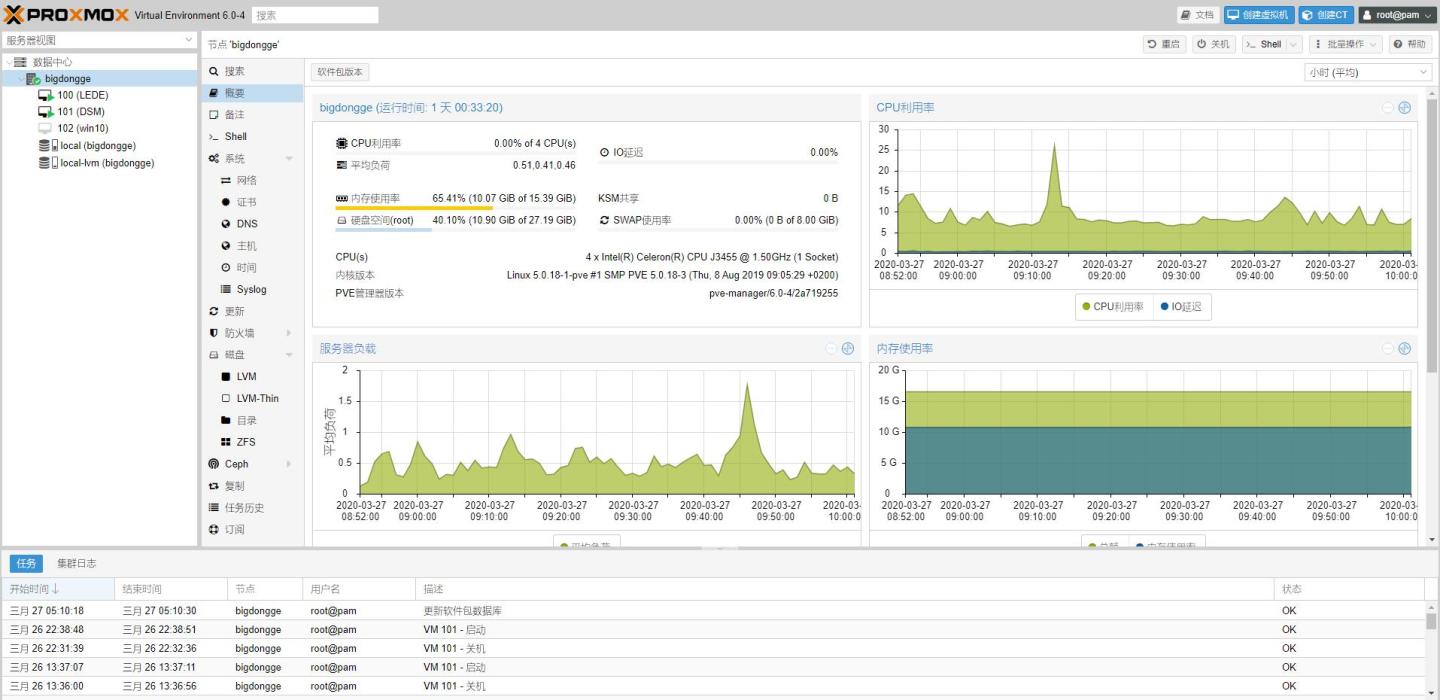 PROXMOX Virtual Environment 6.0-4 搜索 文档 创建虚拟机 创建CT root@pam
服务器视图
数据中心
bigdongge
100 (LEDE)
101 (DSM)
102 (win10)
local (bigdongge)
local-lvm (bigdongge)
节点 'bigdongge' 重启 关机 Shell 批量操作 帮助
搜索
概要
备注
Shell
系统
网络
证书
DNS
主机
时间
Syslog
更新
防火墙
磁盘
LVM
LVM-Thin
目录
ZFS
Ceph
复制
任务历史
订阅
软件包版本 小时 (平均)
bigdongge (运行时间: 1 天 00:33:20)
CPU利用率 0.00% of 4 CPU(s)
平均负荷 0.51,0.41,0.46
IO延迟 0.00%
内存使用率 65.41% (10.07 GiB of 15.39 GiB)
硬盘空间(root) 40.10% (10.90 GiB of 27.19 GiB)
KSM共享 0 B
SWAP使用率 0.00% (0 B of 8.00 GiB)
CPU(s) 4 x Intel(R) Celeron(R) CPU J3455 @ 1.50GHz (1 Socket)
内核版本 Linux 5.0.18-1-pve #1 SMP PVE 5.0.18-3 (Thu, 8 Aug 2019 09:05:29 +0200)
PVE管理器版本 pve-manager/6.0-4/2a719255
CPU利用率
30
25
20
15
10
5
0
2020-03-27 2020-03-27 2020-03-27 2020-03-27 2020-03-27 2020-03-27 2020-03-27 2020-03-
08:52:00 09:00:00 09:10:00 09:20:00 09:30:00 09:40:00 09:50:00 10:00:0
CPU利用率 IO延迟
服务器负载
平均负荷
2
1.5
1
0.5
0
2020-03-27 2020-03-27 2020-03-27 2020-03-27 2020-03-27 2020-03-27 2020-03-27 2020-03-
08:52:00 09:00:00 09:10:00 09:20:00 09:30:00 09:40:00 09:50:00 10:00:0
平均负荷
内存使用率
20 G
15 G
10 G
5 G
0
2020-03-27 2020-03-27 2020-03-27 2020-03-27 2020-03-27 2020-03-27 2020-03-27 2020-03-
08:52:00 09:00:00 09:10:00 09:20:00 09:30:00 09:40:00 09:50:00 10:00:0
总额 内存使用率
任务 集群日志
开始时间 结束时间 节点 用户名 描述 状态
三月 27 05:10:18 三月 27 05:10:30 bigdongge root@pam 更新软件包数据库 OK
三月 26 22:38:48 三月 26 22:38:51 bigdongge root@pam VM 101 - 启动 OK
三月 26 22:31:39 三月 26 22:32:36 bigdongge root@pam VM 101 - 关机 OK
三月 26 13:37:07 三月 26 13:37:11 bigdongge root@pam VM 101 - 启动 OK
三月 26 13:36:00 三月 26 13:36:56 bigdongge root@pam VM 101 - 关机 OK